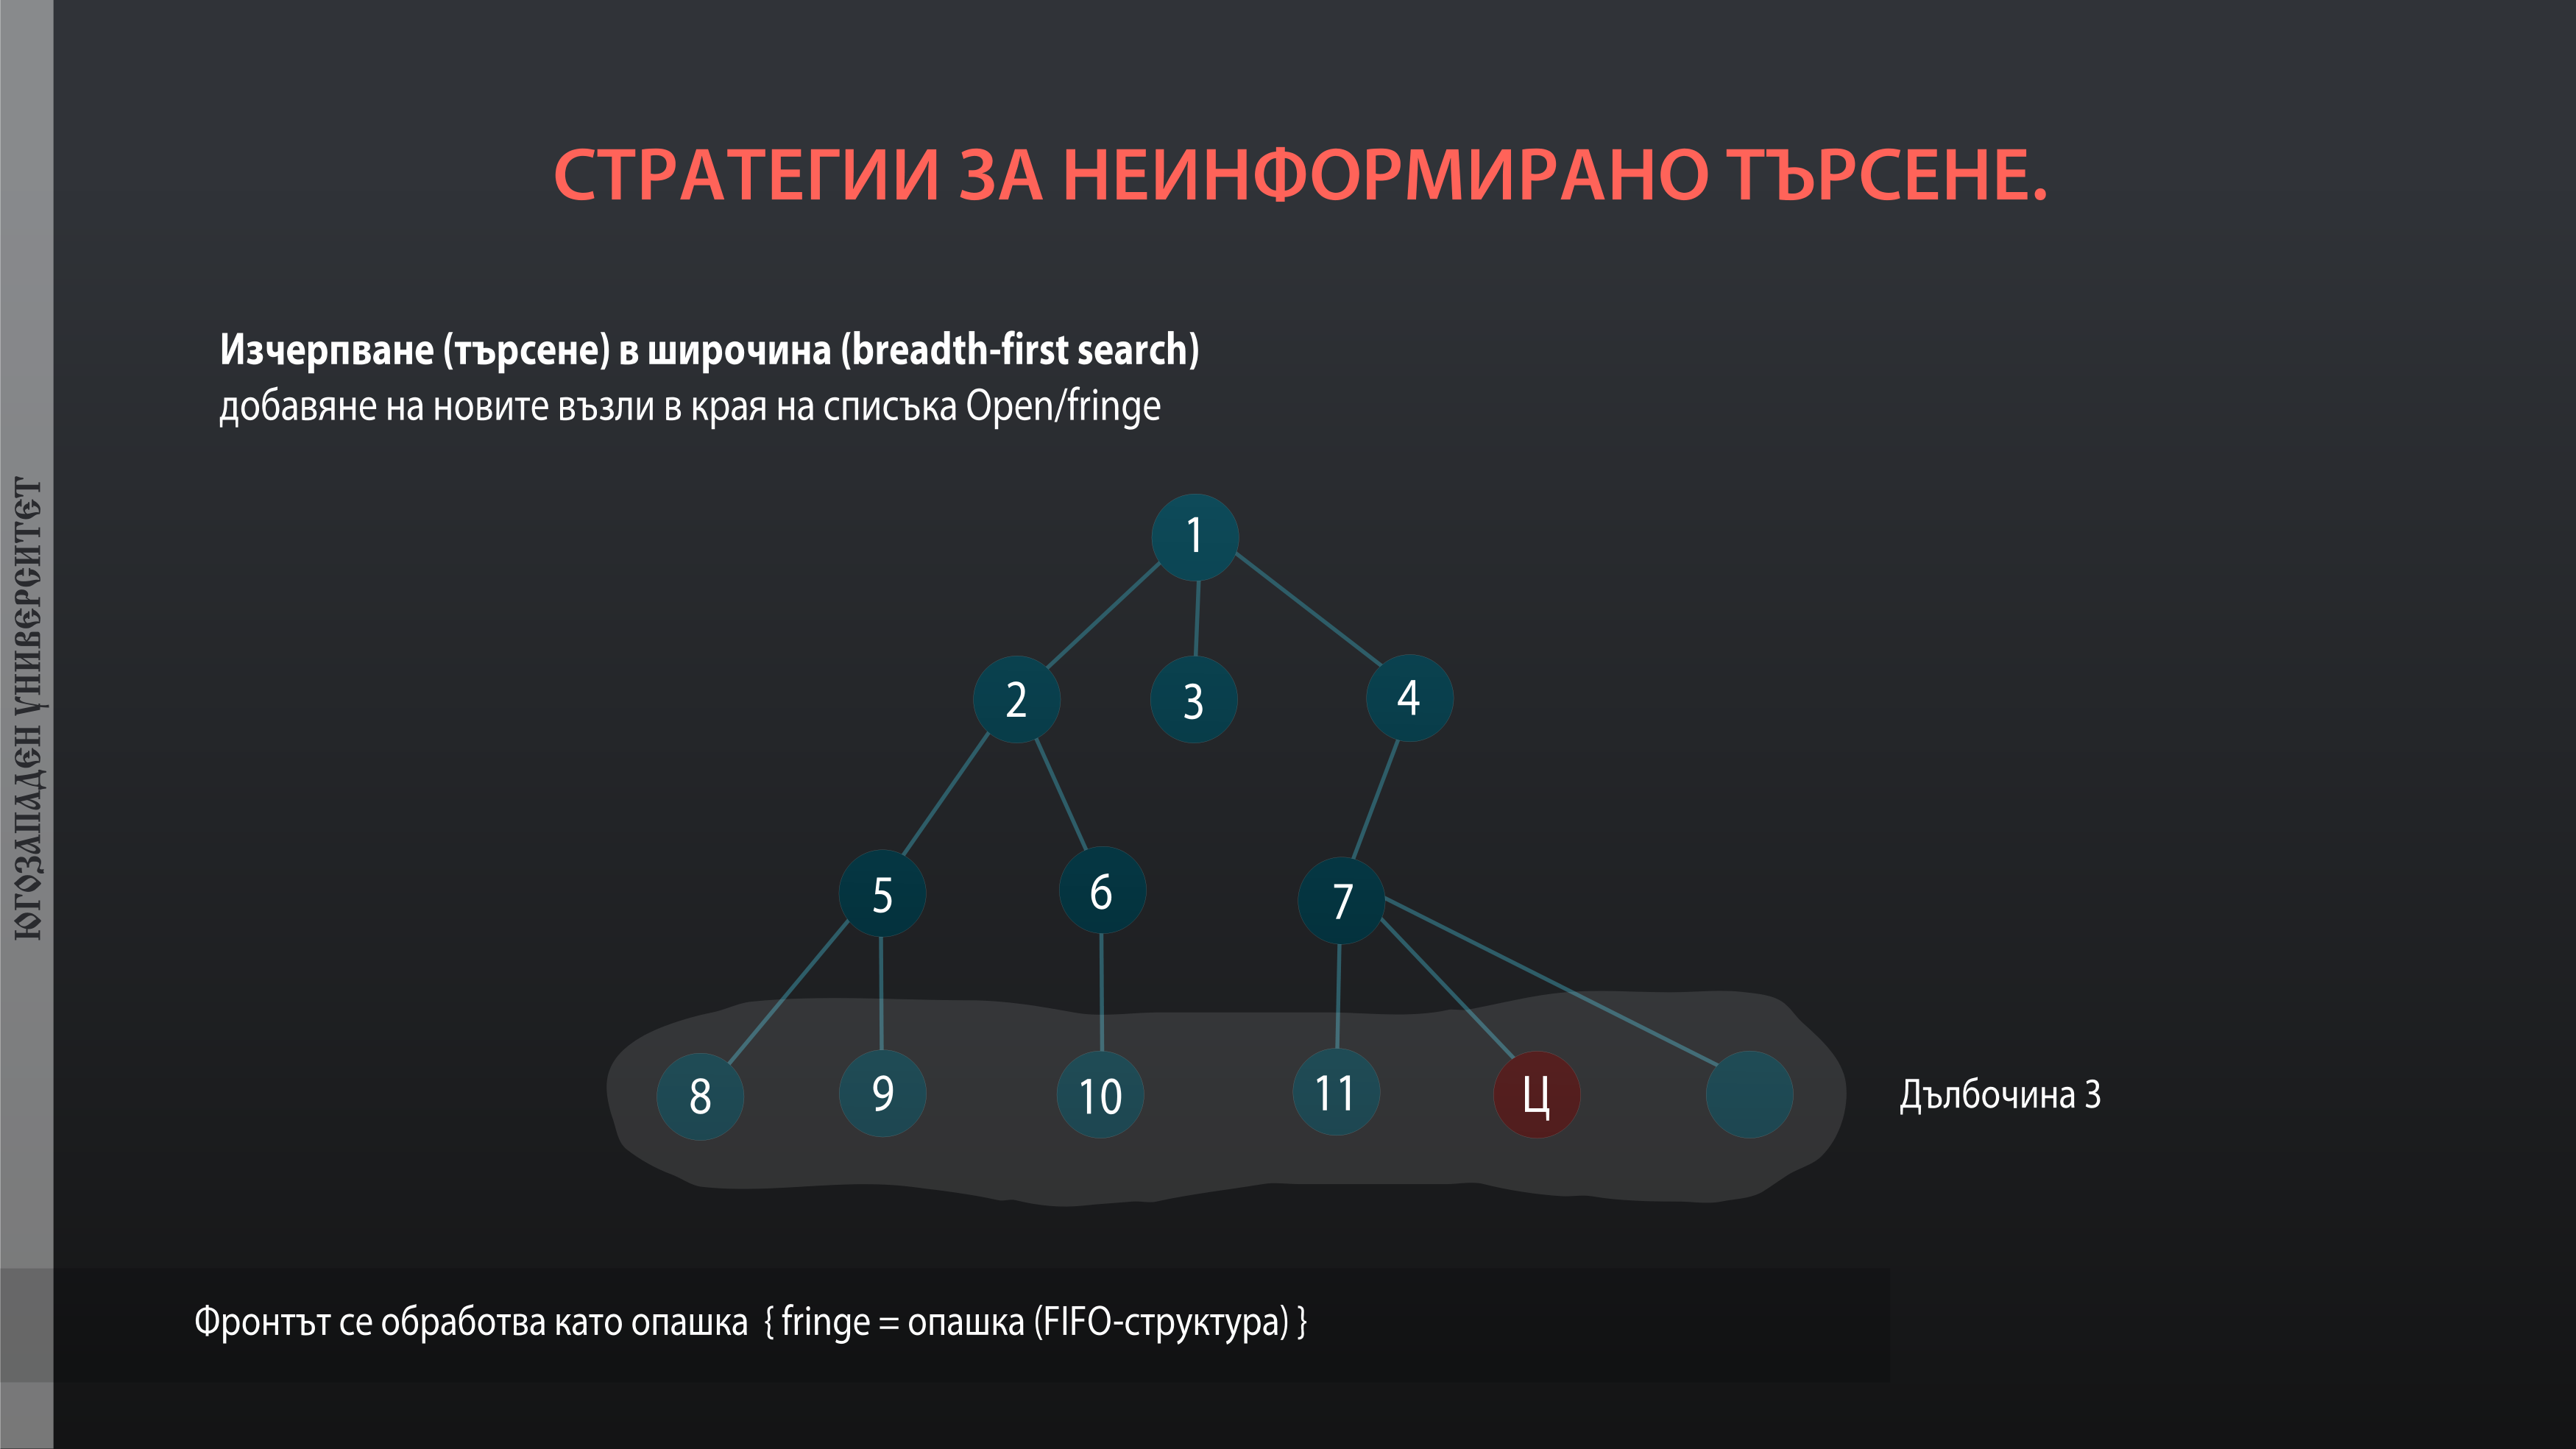 СТРАТЕГИИ ЗА НЕИНФОРМИРАНО ТЪРСЕНЕ.
Изчерпване (търсене) в широчина (breadth-first search)
добавяне на новите възли в края на списъка Open/fringe
1
2 3 4
5 6 7
8 9 10 11 Ц
Дълбочина 3
Фронтът се обработва като опашка { fringe = опашка (FIFO-структура) }
ЮГОЗАПАДЕН УНИВЕРСИТЕТ